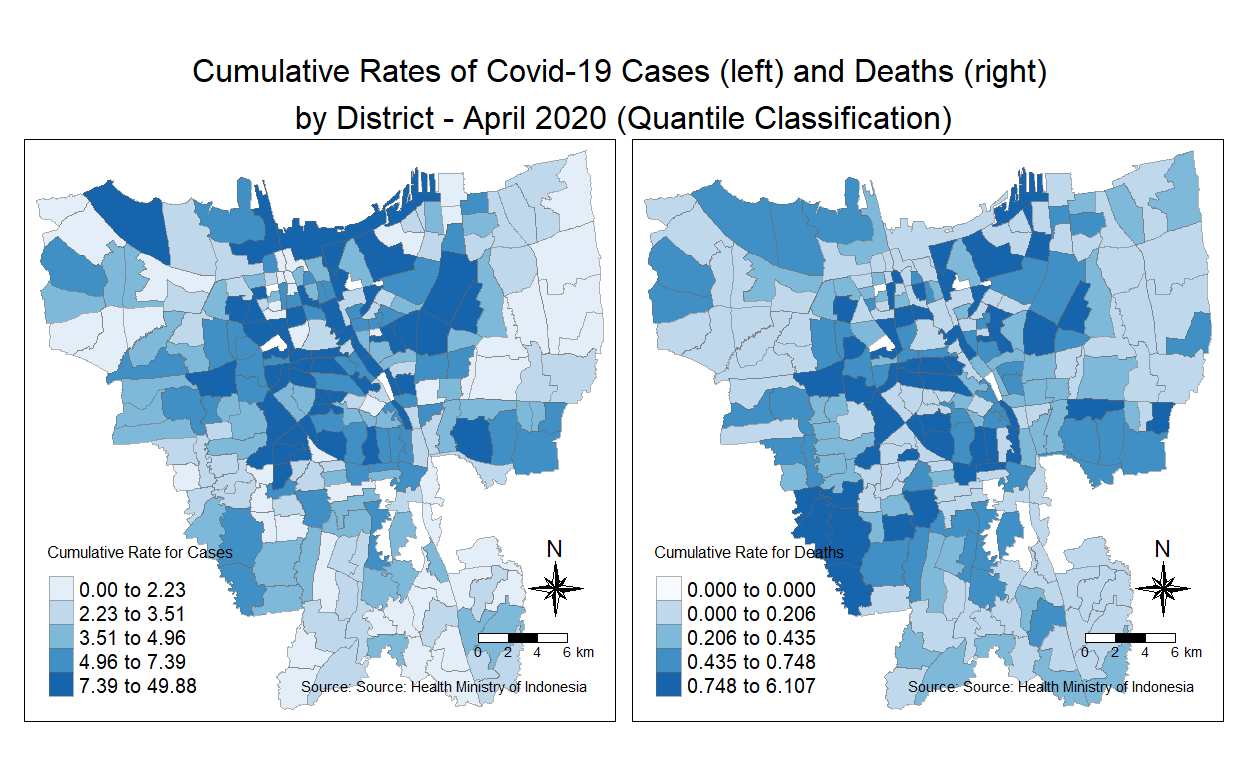 Cumulative Rates of Covid-19 Cases (left) and Deaths (right)
by District - April 2020 (Quantile Classification)
Cumulative Rate for Cases
0.00 to 2.23
2.23 to 3.51
3.51 to 4.96
4.96 to 7.39
7.39 to 49.88
N
0 2 4 6 km
Source: Source: Health Ministry of Indonesia
Cumulative Rate for Deaths
0.000 to 0.000
0.000 to 0.206
0.206 to 0.435
0.435 to 0.748
0.748 to 6.107
N
0 2 4 6 km
Source: Source: Health Ministry of Indonesia